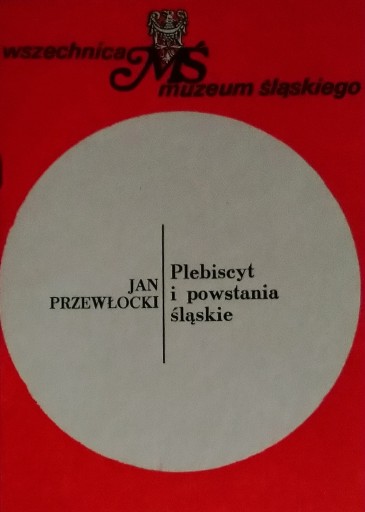 wszechnica
MŚ
muzeum śląskiego
JAN
PRZEWŁOCKI
Plebiscyt
i powstania
śląskie